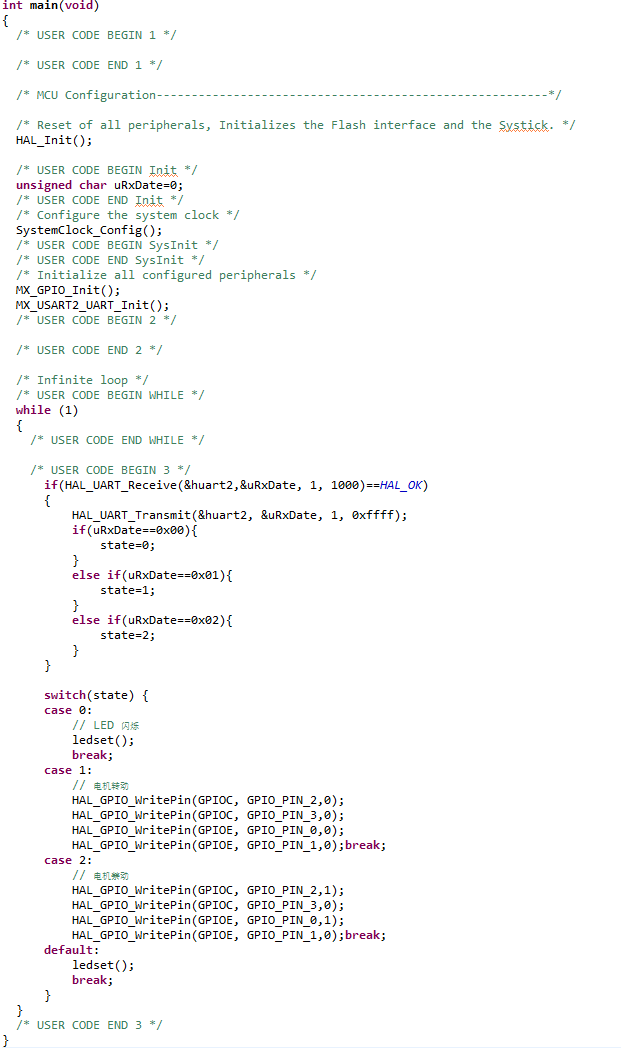 int main(void)
{
/* USER CODE BEGIN 1 */
/* USER CODE END 1 */
/* MCU Configuration--------------------------------------------------------*/
/* Reset of all peripherals, Initializes the Flash interface and the Systick. */
HAL_Init();
/* USER CODE BEGIN Init */
unsigned char uRxDate=0;
/* USER CODE END Init */
/* Configure the system clock */
SystemClock_Config();
/* USER CODE BEGIN SysInit */
/* USER CODE END SysInit */
/* Initialize all configured peripherals */
MX_GPIO_Init();
MX_USART2_UART_Init();
/* USER CODE BEGIN 2 */
/* USER CODE END 2 */
/* Infinite loop */
/* USER CODE BEGIN WHILE */
while (1)
{
/* USER CODE END WHILE */
/* USER CODE BEGIN 3 */
if(HAL_UART_Receive(&huart2,&uRxDate, 1, 1000)==HAL_OK)
{
HAL_UART_Transmit(&huart2, &uRxDate, 1, 0xffff);
if(uRxDate==0x00){
state=0;
}
else if(uRxDate==0x01){
state=1;
}
else if(uRxDate==0x02){
state=2;
}
}
switch(state) {
case 0:
// LED 闪烁
ledset();
break;
case 1:
// 电机转动
HAL_GPIO_WritePin(GPIOC, GPIO_PIN_2,0);
HAL_GPIO_WritePin(GPIOC, GPIO_PIN_3,0);
HAL_GPIO_WritePin(GPIOE, GPIO_PIN_0,0);
HAL_GPIO_WritePin(GPIOE, GPIO_PIN_1,0);break;
case 2:
//
HAL_GPIO_WritePin(GPIOC, GPIO_PIN_2,1);
HAL_GPIO_WritePin(GPIOC, GPIO_PIN_3,0);
HAL_GPIO_WritePin(GPIOE, GPIO_PIN_0,1);
HAL_GPIO_WritePin(GPIOE, GPIO_PIN_1,0);break;
default:
ledset();
break;
}
}
/* USER CODE END 3 */
}